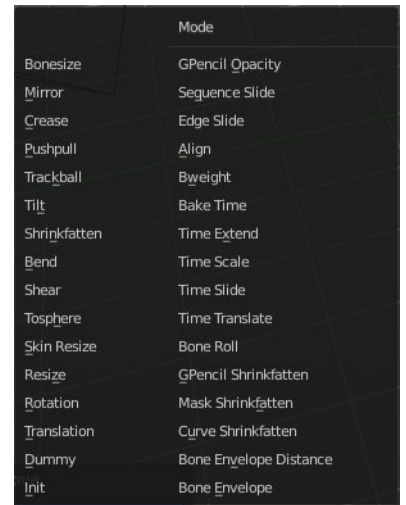 Mode
Bonesize GPencil Opacity
Mirror Sequence Slide
Crease Edge Slide
Pushpull Align
Trackball Bweight
Tilt Bake Time
Shrinkfatten Time Extend
Bend Time Scale
Shear Time Slide
Tosphere Time Translate
Skin Resize Bone Roll
Resize GPencil Shrinkfatten
Rotation Mask Shrinkfatten
Translation Curve Shrinkfatten
Dummy Bone Envelope Distance
Init Bone Envelope